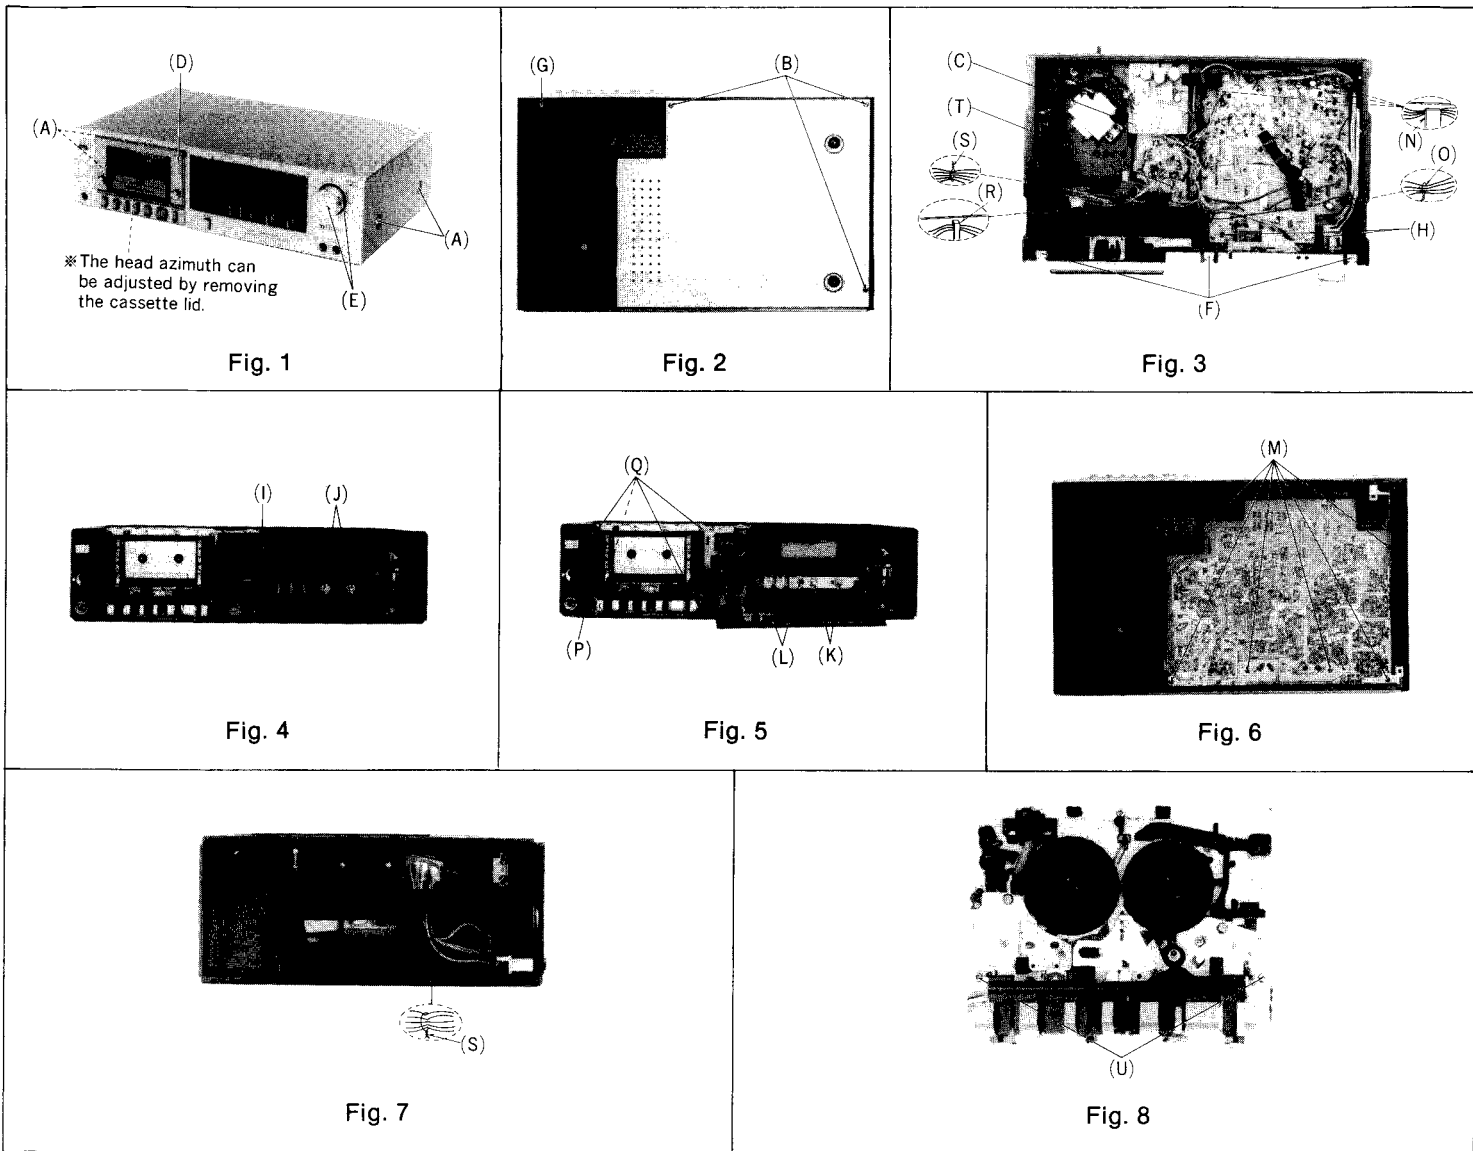 (D)
(A)
(A)
(E)
※ The head azimuth can
be adjusted by removing
the cassette lid.
Fig. 1
(G)
(B)
Fig. 2
(C)
(T)
(S)
(R)
(N)
(O)
(H)
(F)
Fig. 3
(I)
(J)
Fig. 4
(Q)
(P)
(L)
(K)
Fig. 5
(M)
Fig. 6
(S)
Fig. 7
(U)
Fig. 8